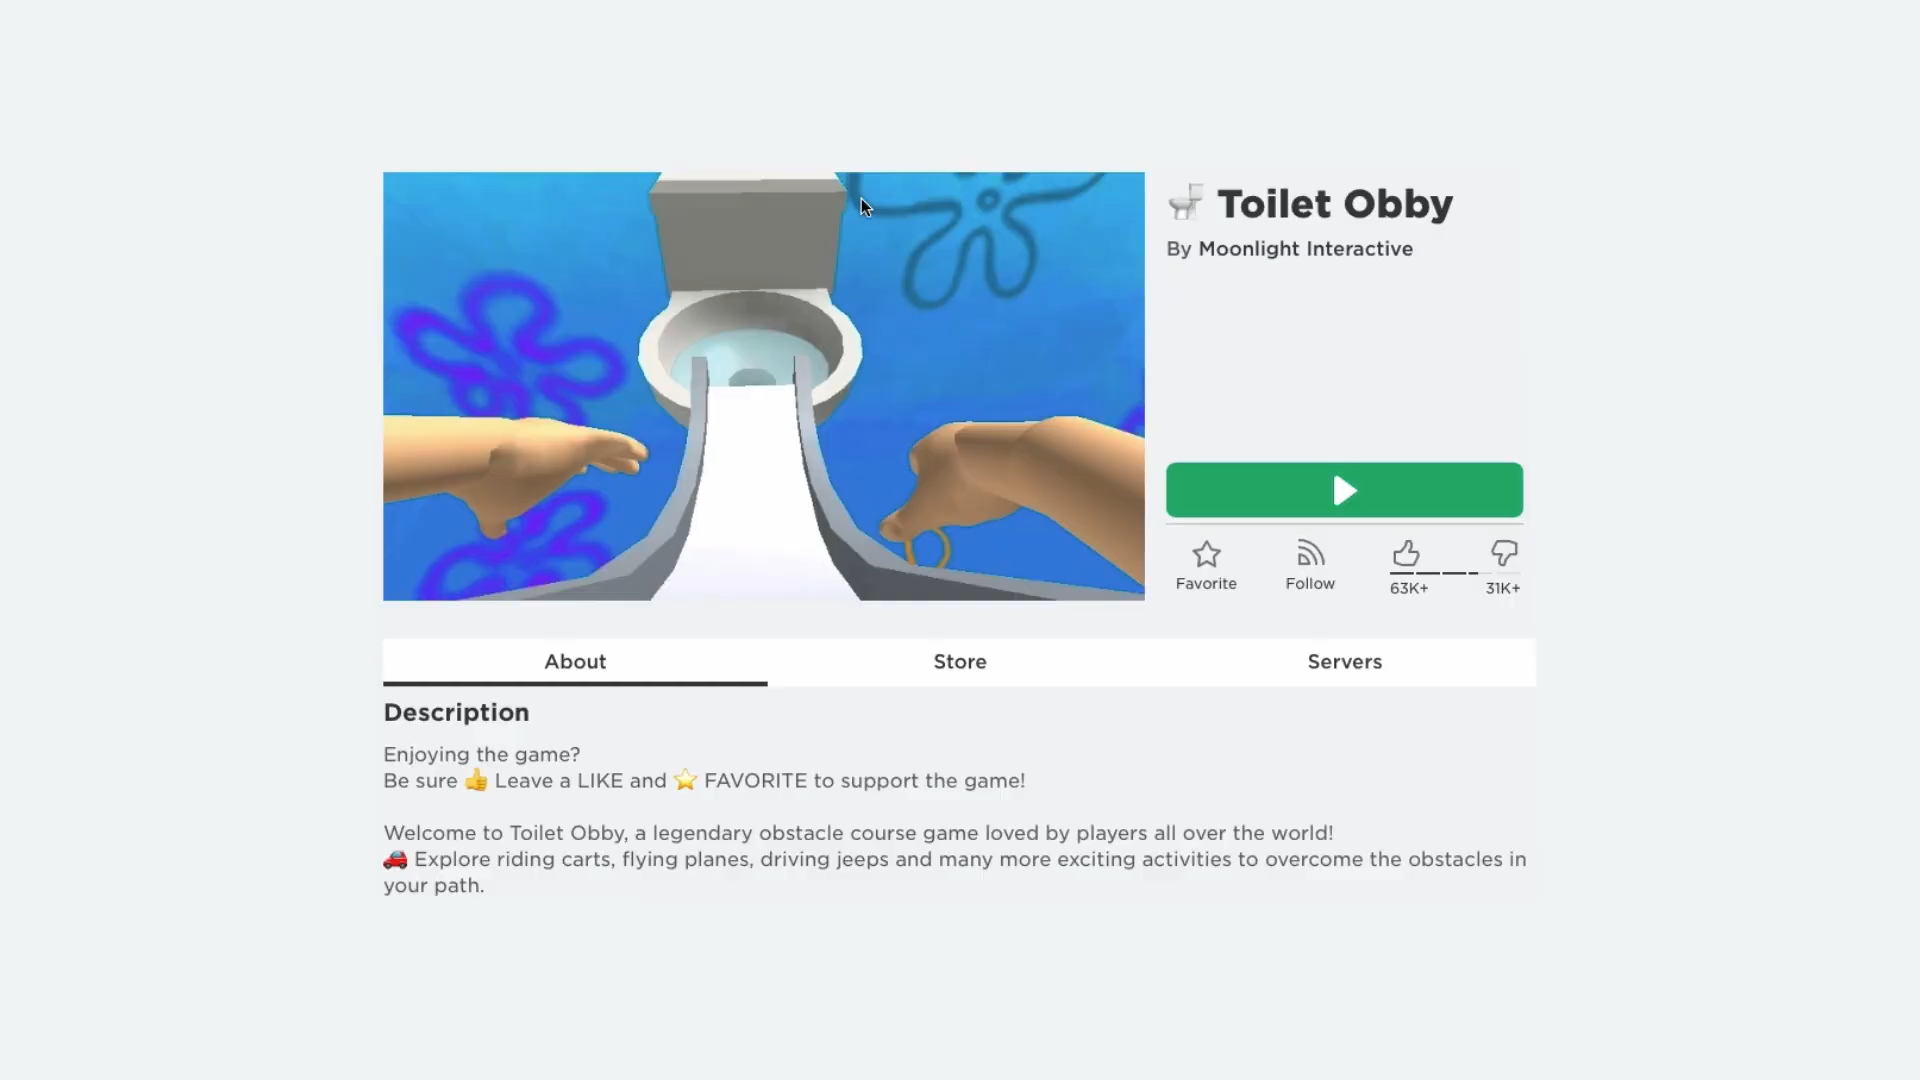 Toilet Obby
By Moonlight Interactive
Favorite
Follow
63K+
31K+
About
Store
Servers
Description
Enjoying the game?
Be sure 👍 Leave a LIKE and ⭐ FAVORITE to support the game!
Welcome to Toilet Obby, a legendary obstacle course game loved by players all over the world!
🚗 Explore riding carts, flying planes, driving jeeps and many more exciting activities to overcome the obstacles in
your path.